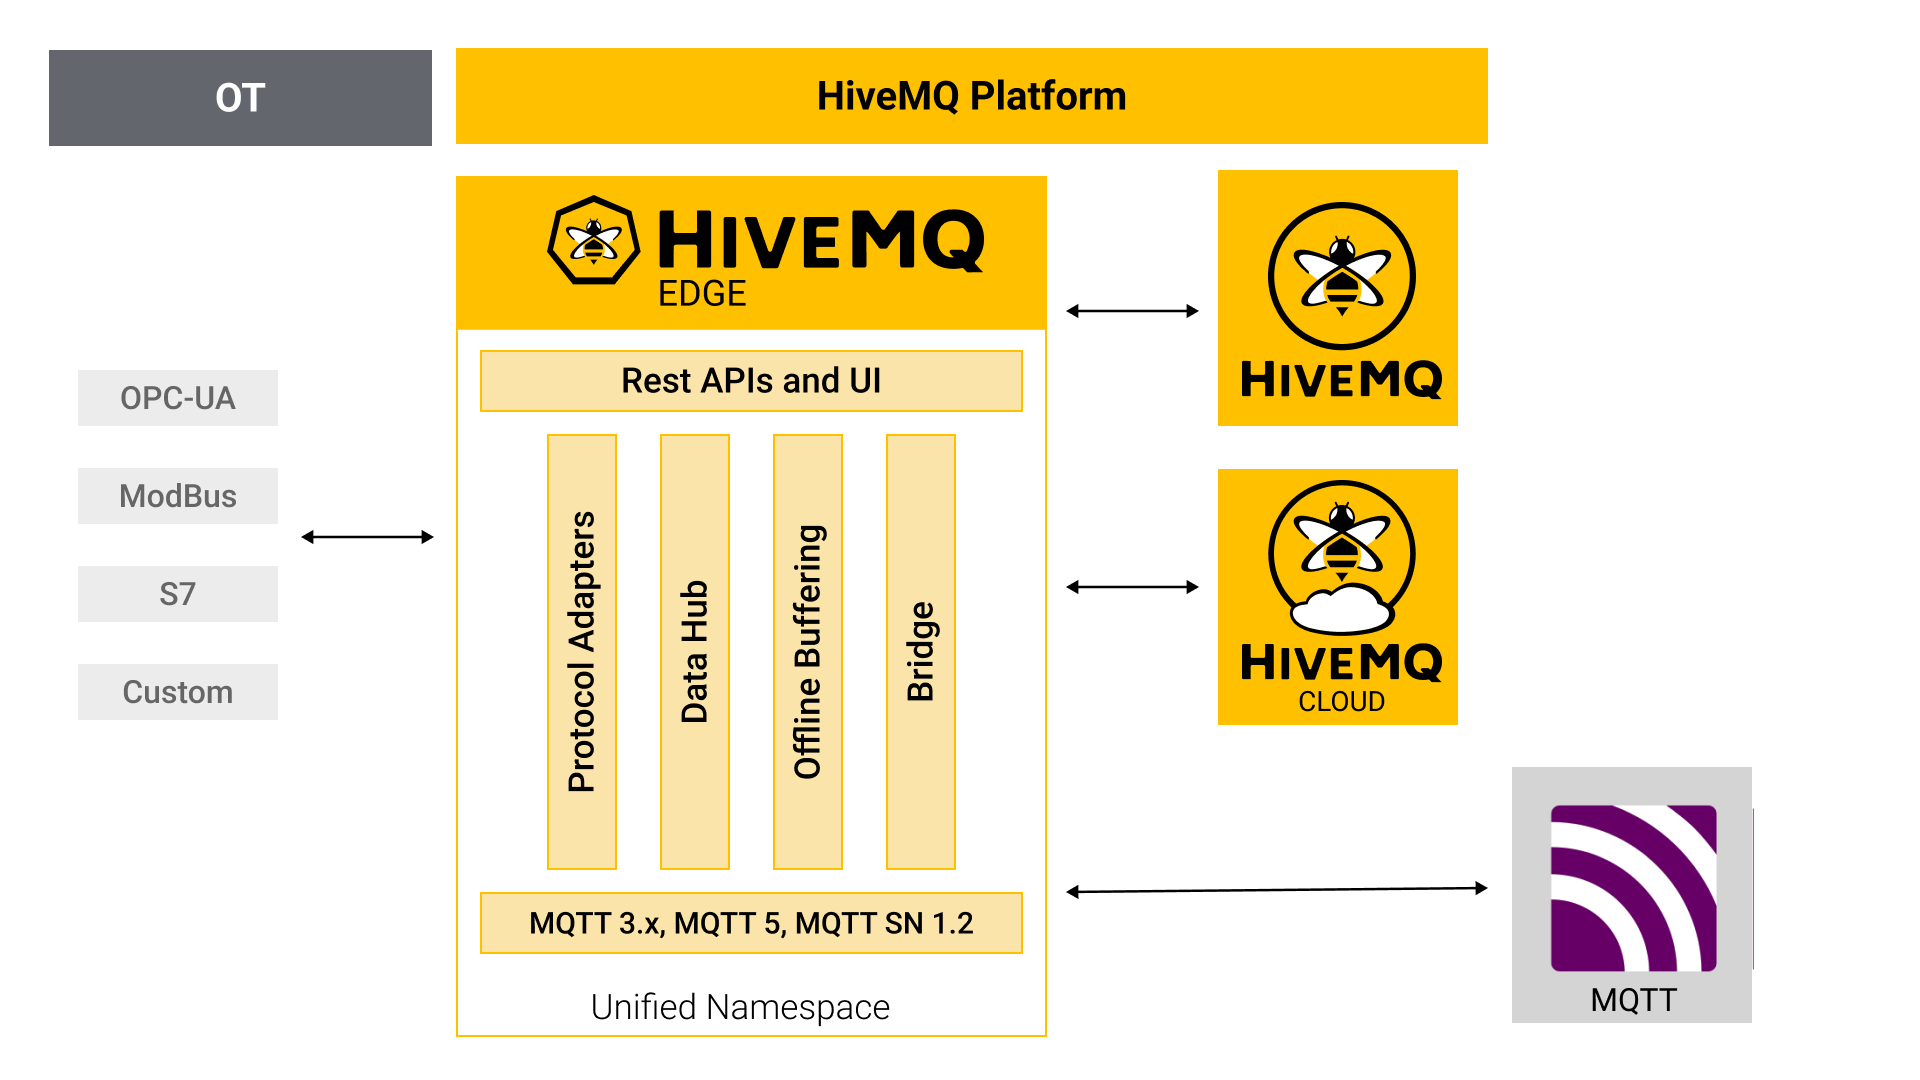 OT
HiveMQ Platform
HIVEMQ
EDGE
Rest APIs and UI
OPC-UA
ModBus
S7
Custom
Protocol Adapters
Data Hub
Offline Buffering
Bridge
MQTT 3.x, MQTT 5, MQTT SN 1.2
Unified Namespace
HIVEMQ
HIVEMQ
CLOUD
MQTT